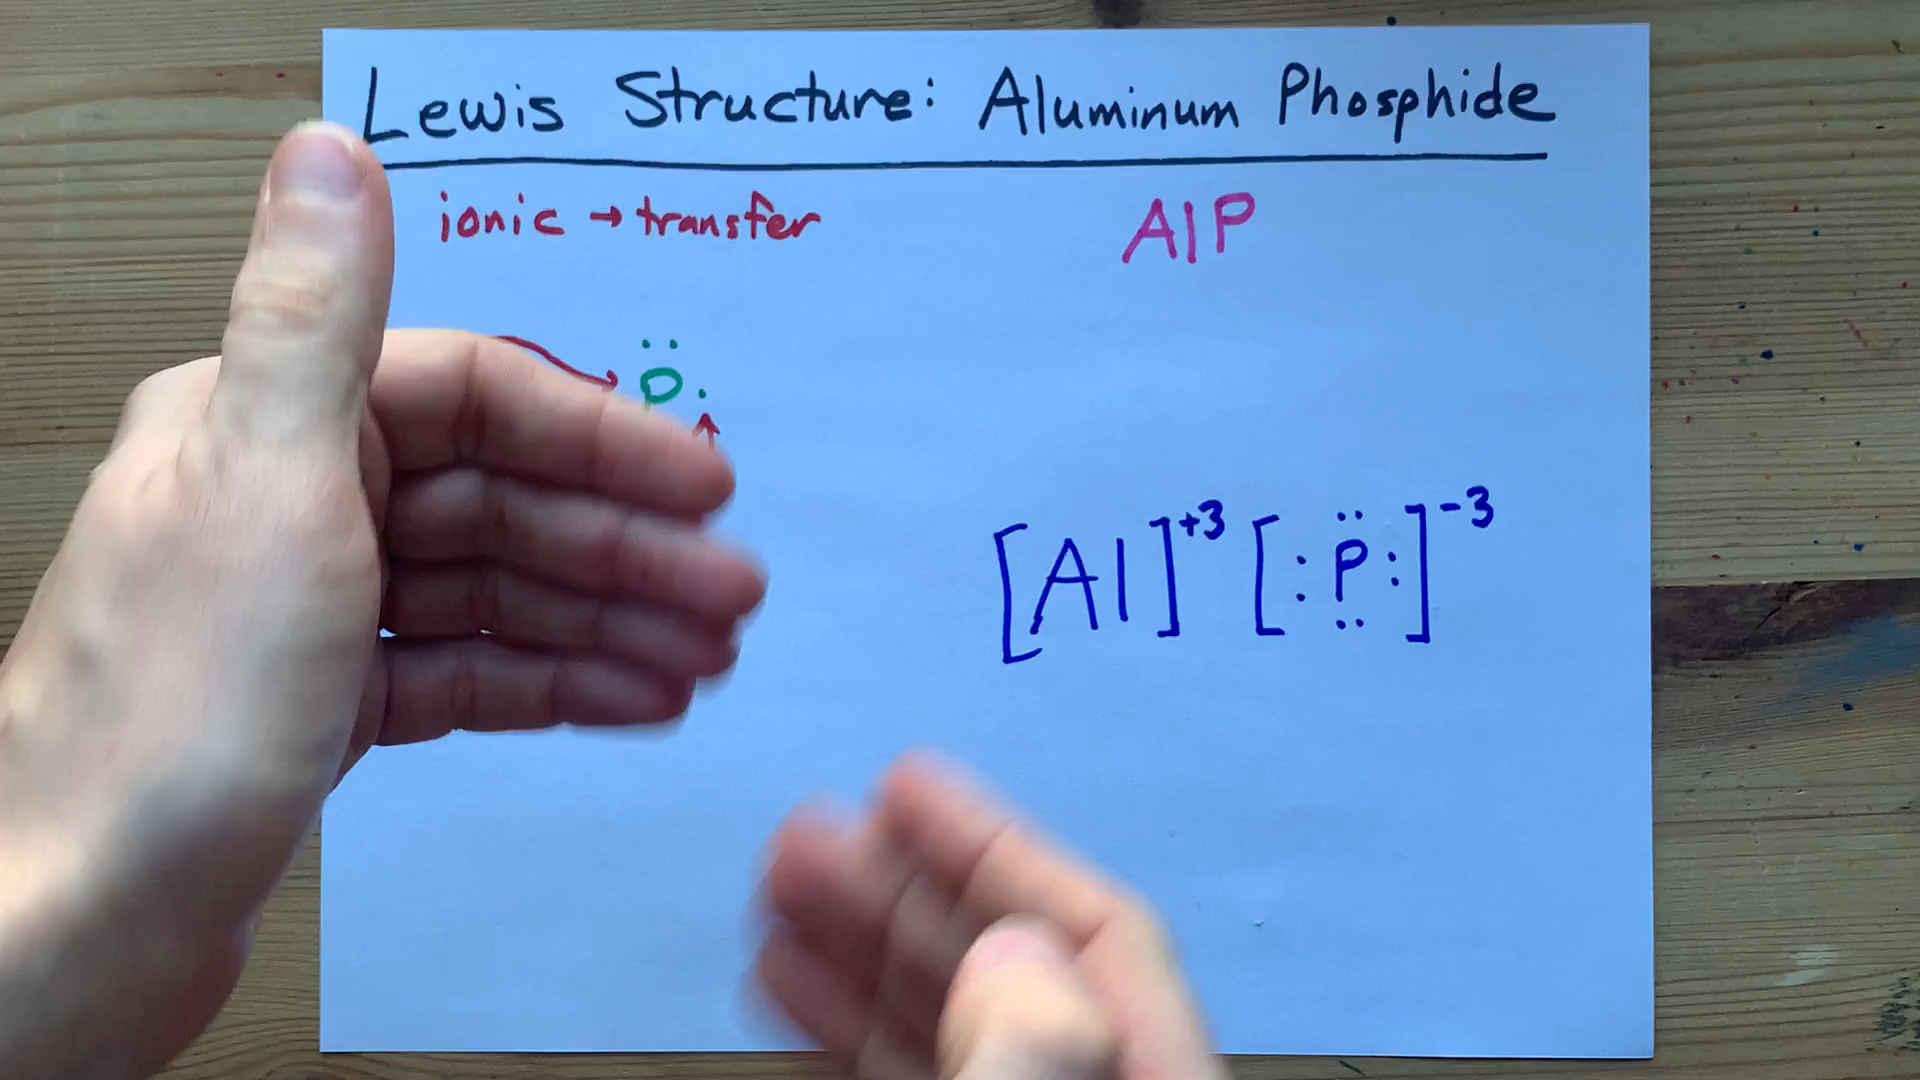 Lewis Structure: Aluminum Phosphide
ionic → transfer
AlP
P
[Al]+3 [:P:]-3